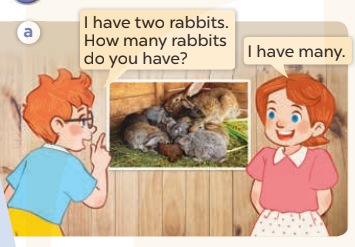 a
I have two rabbits.
How many rabbits
do you have?
I have many.